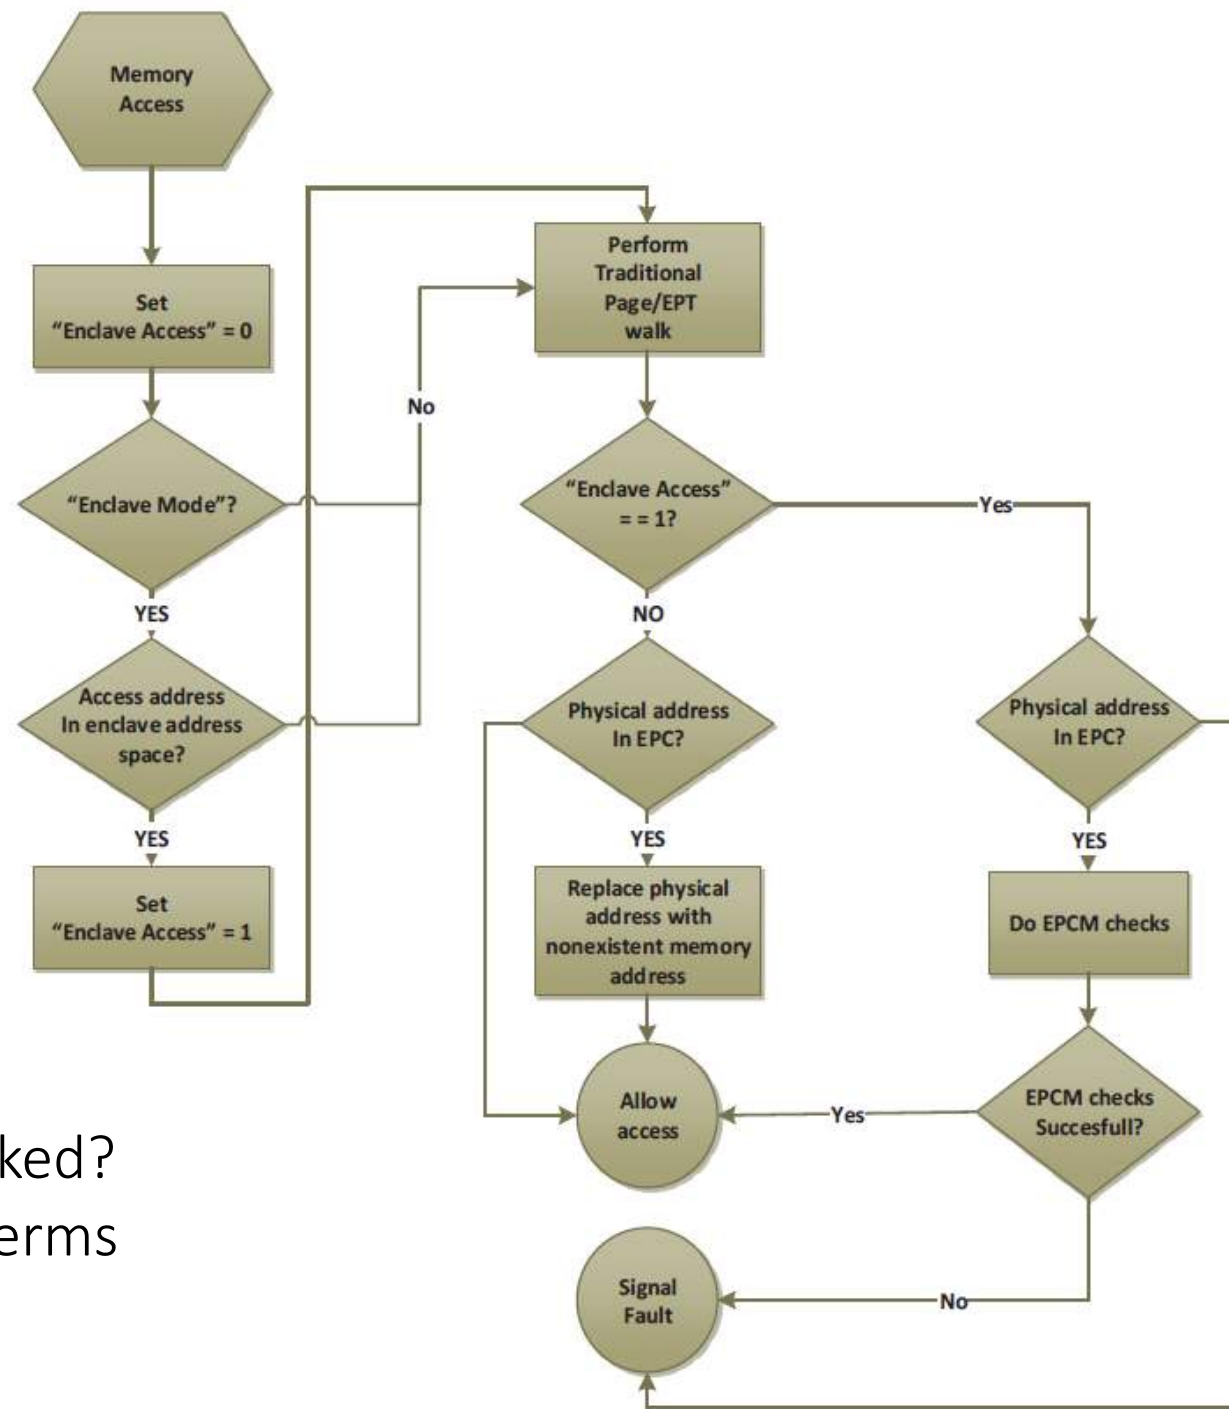 Memory
Access
Set
“Enclave Access” = 0
“Enclave Mode”?
YES
Access address
In enclave address
space?
YES
Set
“Enclave Access” = 1
No
Perform
Traditional
Page/EPT
walk
“Enclave Access”
= = 1?
Yes
NO
Physical address
In EPC?
YES
Replace physical
address with
nonexistent memory
address
Allow
access
Physical address
In EPC?
YES
Do EPCM checks
EPCM checks
Succesfull?
Yes
No
Signal
Fault
ked?
erms